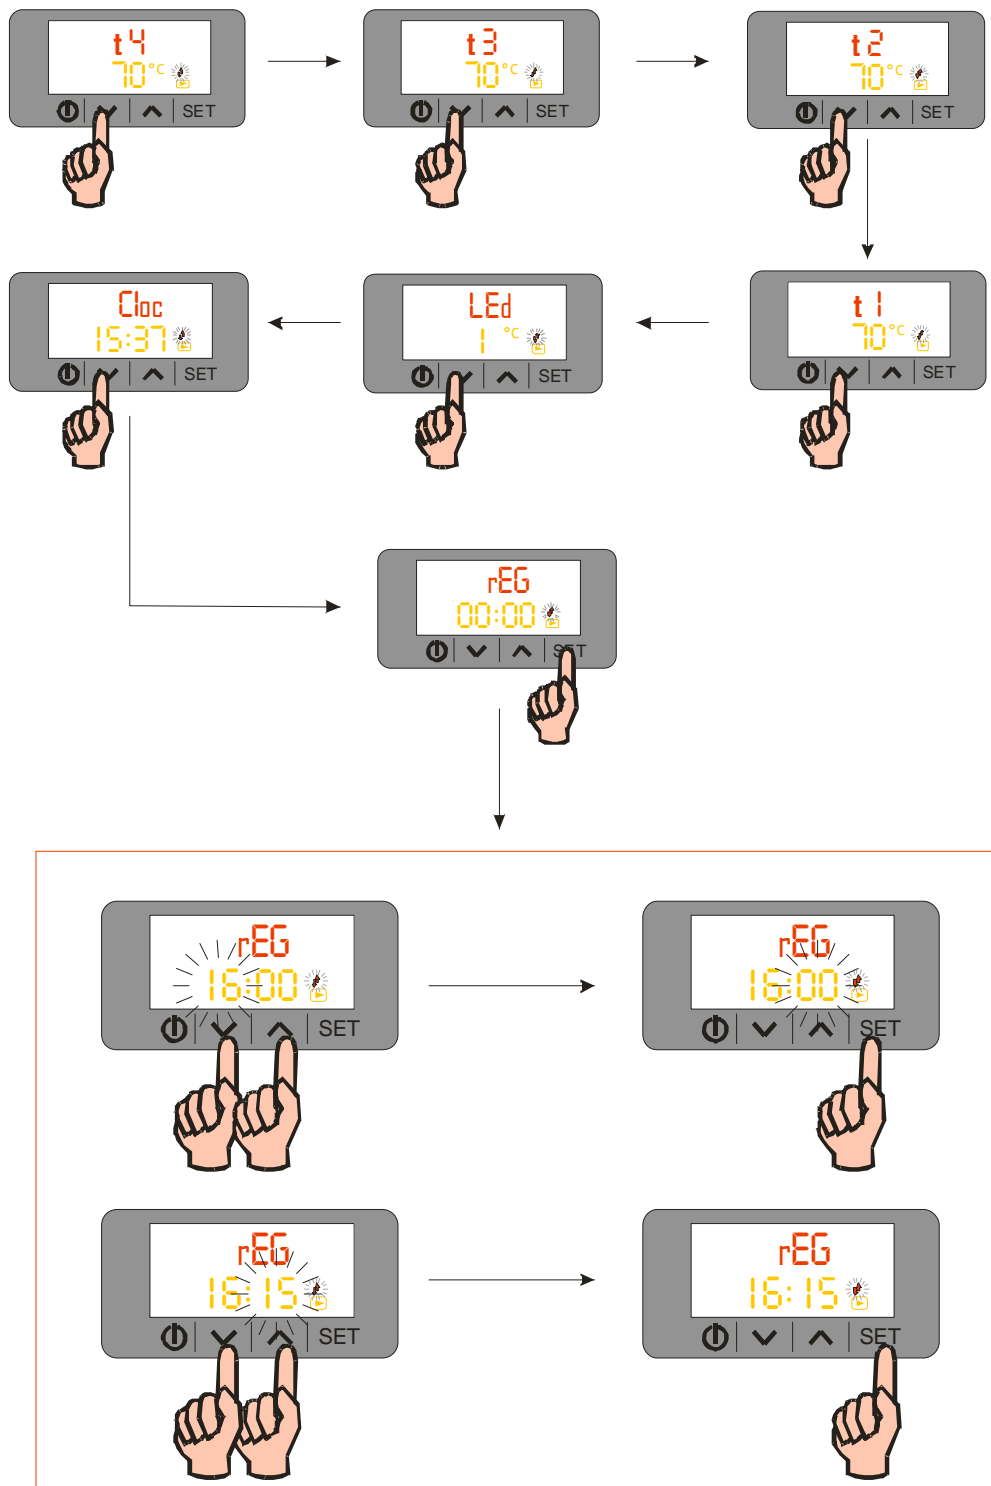 t4
70°C
SET
t3
70°C
SET
t2
70°C
SET
Cloc
15:37
SET
LEd
1 °C
SET
t1
70°C
SET
rEG
00:00
SET
rEG
16:00
SET
rEG
16:00
SET
rEG
16:15
SET
rEG
16:15
SET